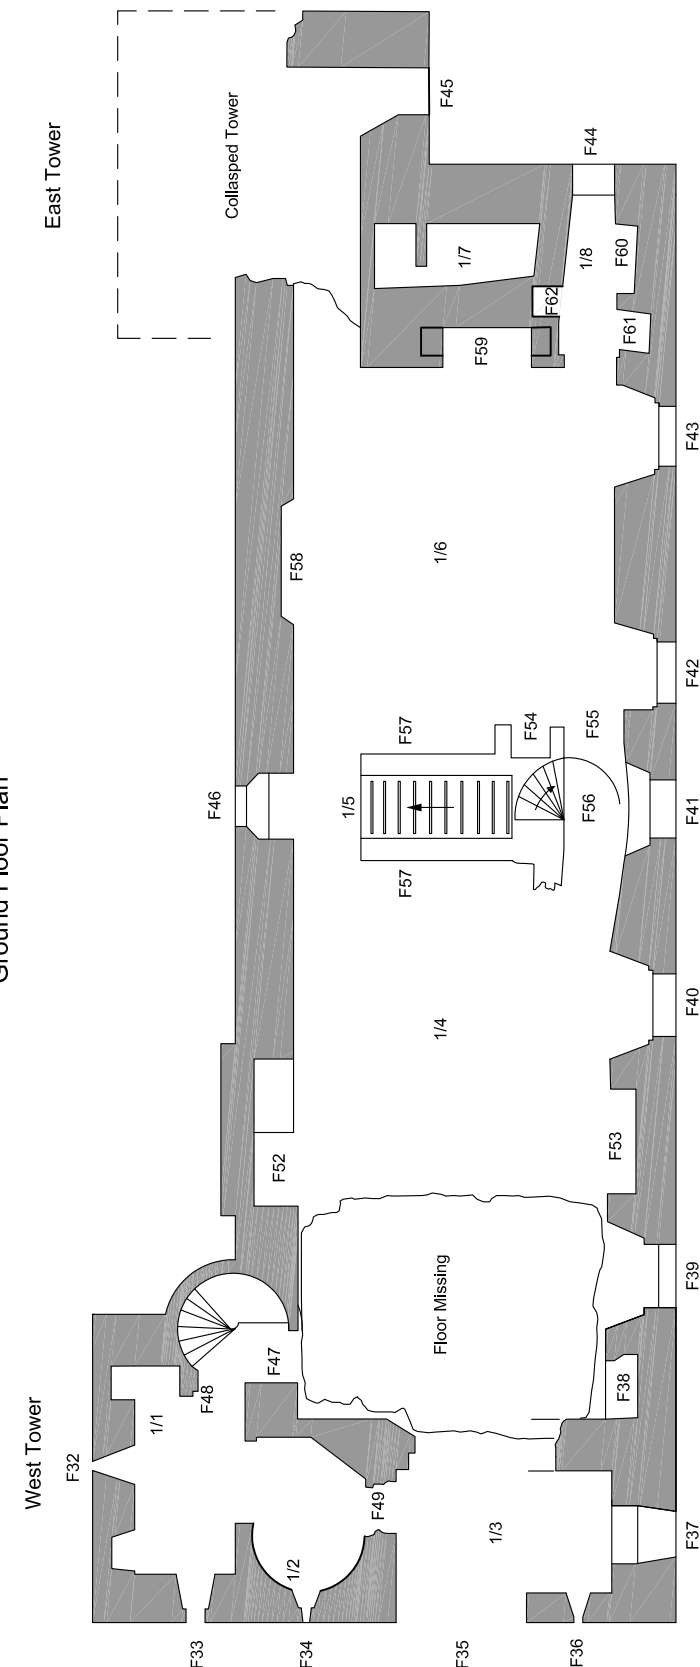 Ground Floor Plan
West Tower
East Tower
Collasped Tower
F32
F33
F34
F35
F36
F37
F38
F39
F40
F41
F42
F43
F44
F45
F46
F47
F48
F49
F52
F53
F54
F55
F56
F57
F57
F58
F59
F60
F61
F62
1/1
1/2
1/3
1/4
1/5
1/6
1/7
1/8
Floor Missing